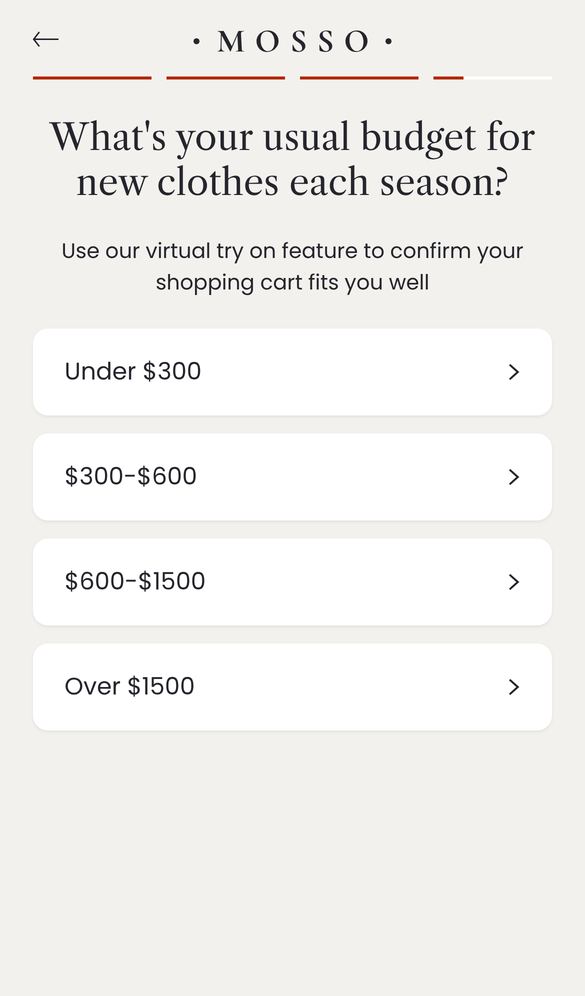 • MOSSO •
What's your usual budget for
new clothes each season?
Use our virtual try on feature to confirm your
shopping cart fits you well
Under $300
$300-$600
$600-$1500
Over $1500